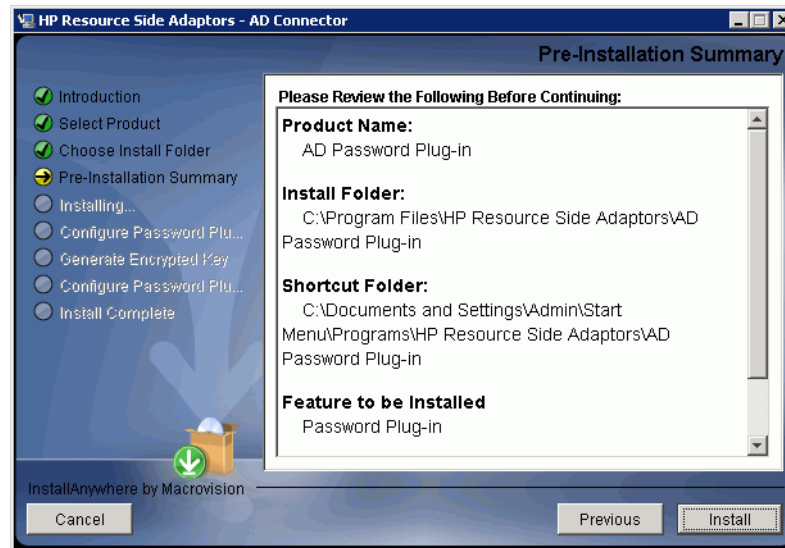 HP Resource Side Adaptors - AD Connector
Pre-Installation Summary
Introduction
Select Product
Choose Install Folder
Pre-Installation Summary
Installing...
Configure Password Plu...
Generate Encrypted Key
Configure Password Plu...
Install Complete
Please Review the Following Before Continuing:
Product Name:
AD Password Plug-in
Install Folder:
C:\Program Files\HP Resource Side Adaptors\AD
Password Plug-in
Shortcut Folder:
C:\Documents and Settings\Admin\Start
Menu\Programs\HP Resource Side Adaptors\AD
Password Plug-in
Feature to be Installed
Password Plug-in
InstallAnywhere by Macrovision
Cancel
Previous
Install